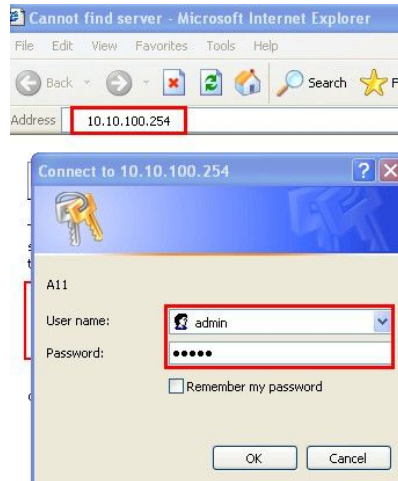 Cannot find server - Microsoft Internet Explorer
File Edit View Favorites Tools Help
Back Search F
Address 10.10.100.254
Connect to 10.10.100.254
A11
User name: admin
Password: •••••
Remember my password
OK Cancel